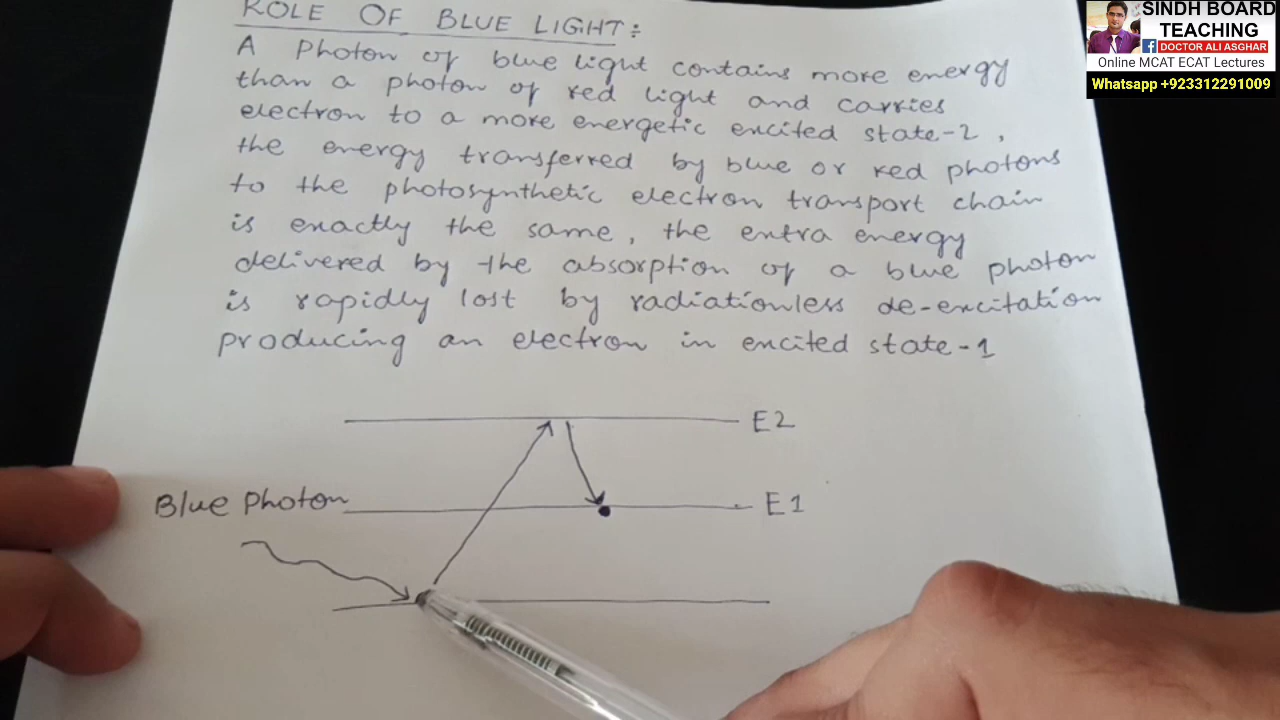 ROLE OF BLUE LIGHT:
A Photon of blue light contains more energy
than a photon of red light and carries
electron to a more energetic excited state-2,
the energy transferred by blue or red photons
to the photosynthetic electron transport chain
is exactly the same, the extra energy
delivered by the absorption of a blue photon
is rapidly lost by radiationless de-excitation
producing an electron in excited state-1
E2
Blue Photon
E1
SINDH BOARD
TEACHING
f DOCTOR ALI ASGHAR
Online MCAT ECAT Lectures
Whatsapp +923312291009